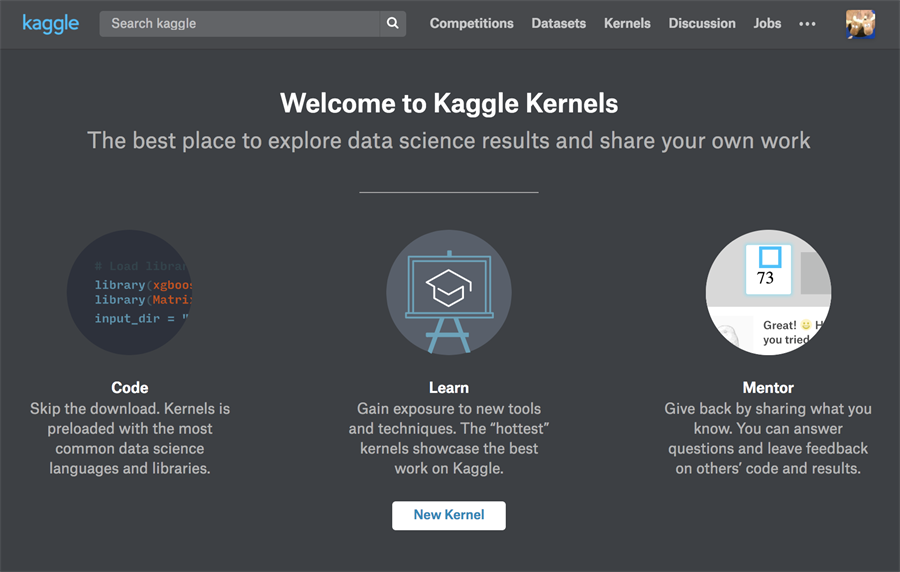 kaggle
Search kaggle
Competitions Datasets Kernels Discussion Jobs
Welcome to Kaggle Kernels
The best place to explore data science results and share your own work
# Load librar
library(xgboos
library(Matri
input_dir = "
73
Great! H
you tried
Code
Skip the download. Kernels is
preloaded with the most
common data science
languages and libraries.
Learn
Gain exposure to new tools
and techniques. The “hottest”
kernels showcase the best
work on Kaggle.
Mentor
Give back by sharing what you
know. You can answer
questions and leave feedback
on others’ code and results.
New Kernel